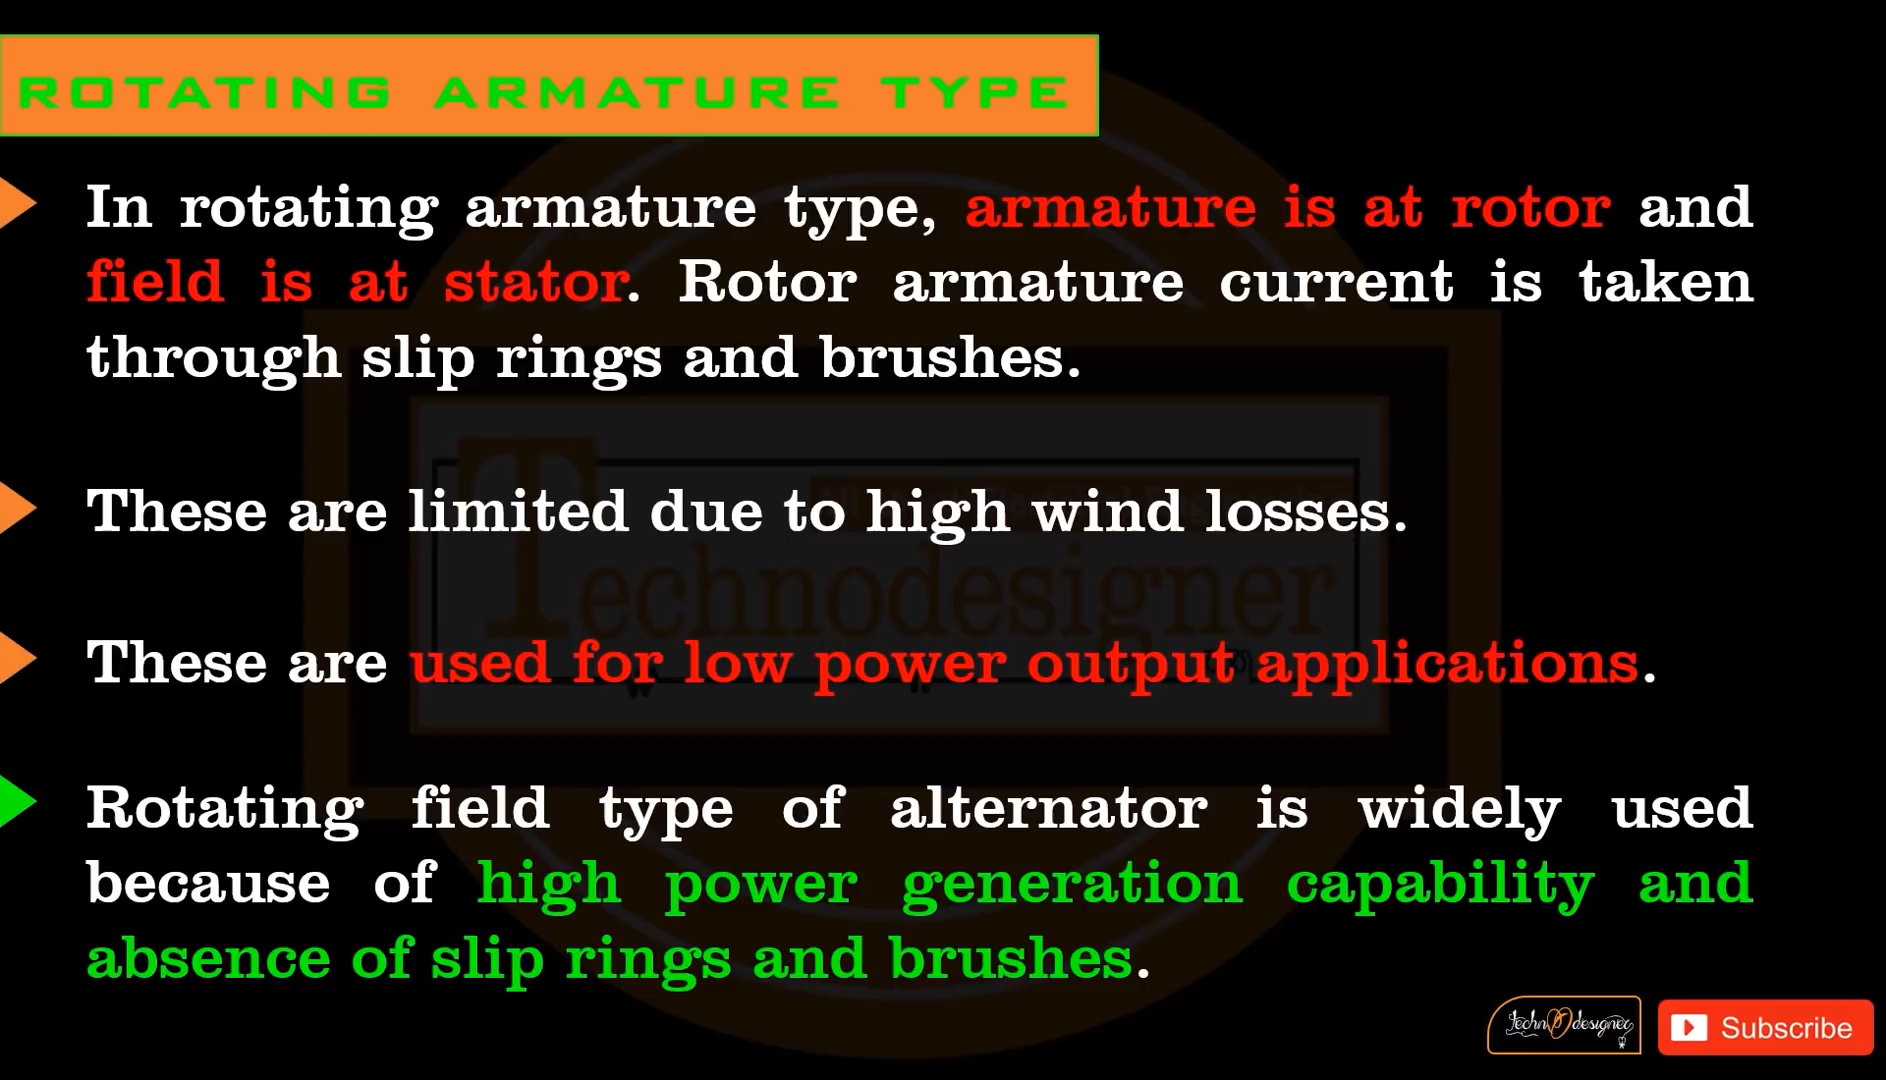 ROTATING ARMATURE TYPE
In rotating armature type, armature is at rotor and
field is at stator. Rotor armature current is taken
through slip rings and brushes.
These are limited due to high wind losses.
These are used for low power output applications.
Rotating field type of alternator is widely used
because of high power generation capability and
absence of slip rings and brushes.
Technodesigner
Technodesigner
Subscribe